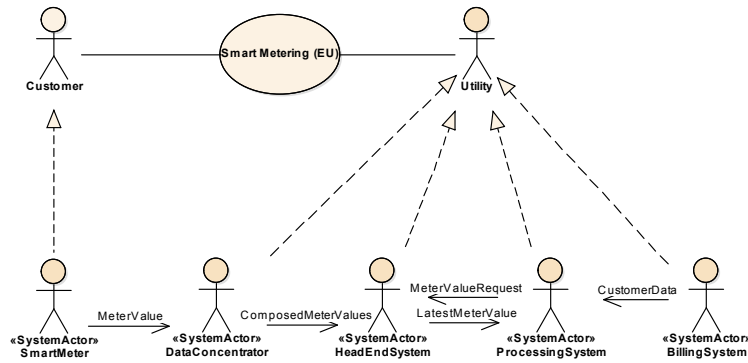 Smart Metering (EU)
Customer
Utility
MeterValue
ComposedMeterValues
MeterValueRequest
LatestMeterValue
CustomerData
«SystemActor»
SmartMeter
«SystemActor»
DataConcentrator
«SystemActor»
HeadEndSystem
«SystemActor»
ProcessingSystem
«SystemActor»
BillingSystem